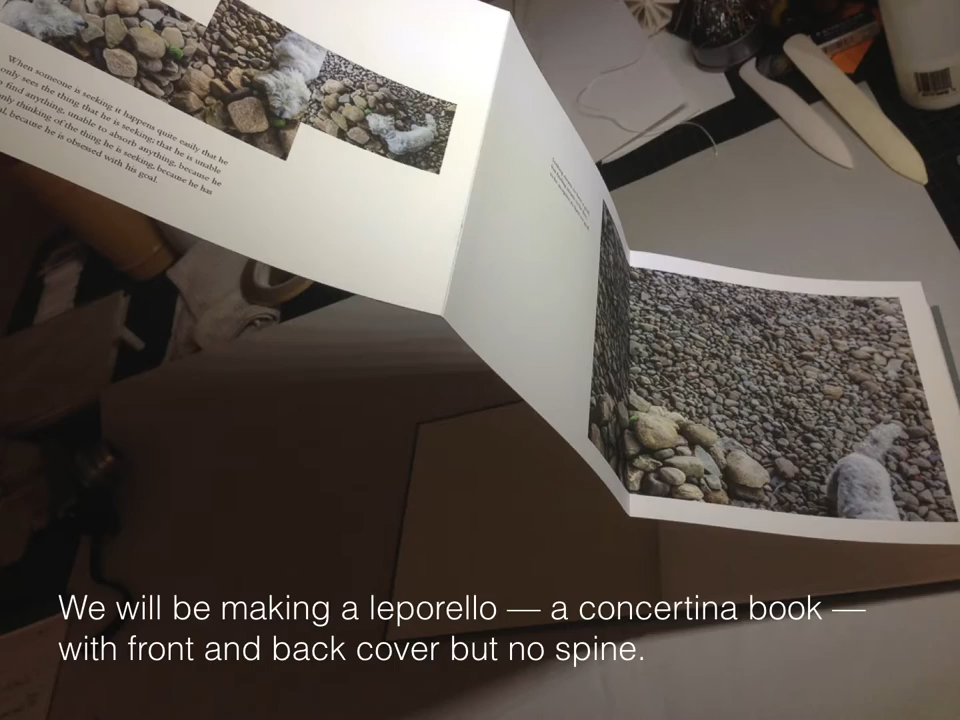 When someone is seeking it happens quite easily that he
only sees the thing that he is seeking; that he is unable
to find anything, unable to absorb anything, because he
only thinking of the thing he is seeking, because he has
al, because he is obsessed with his goal.
We will be making a leporello — a concertina book —
with front and back cover but no spine.